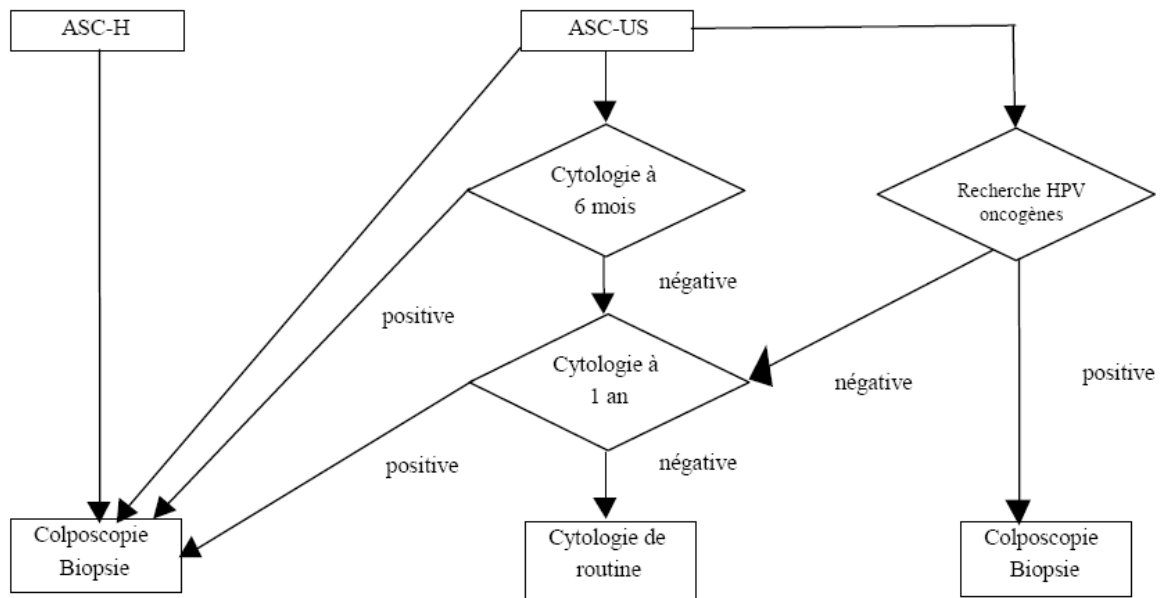 ASC-H
ASC-US
Cytologie à
6 mois
Recherche HPV
oncogènes
négative
positive
Cytologie à
1 an
négative
positive
positive
négative
Colposcopie
Biopsie
Cytologie de
routine
Colposcopie
Biopsie